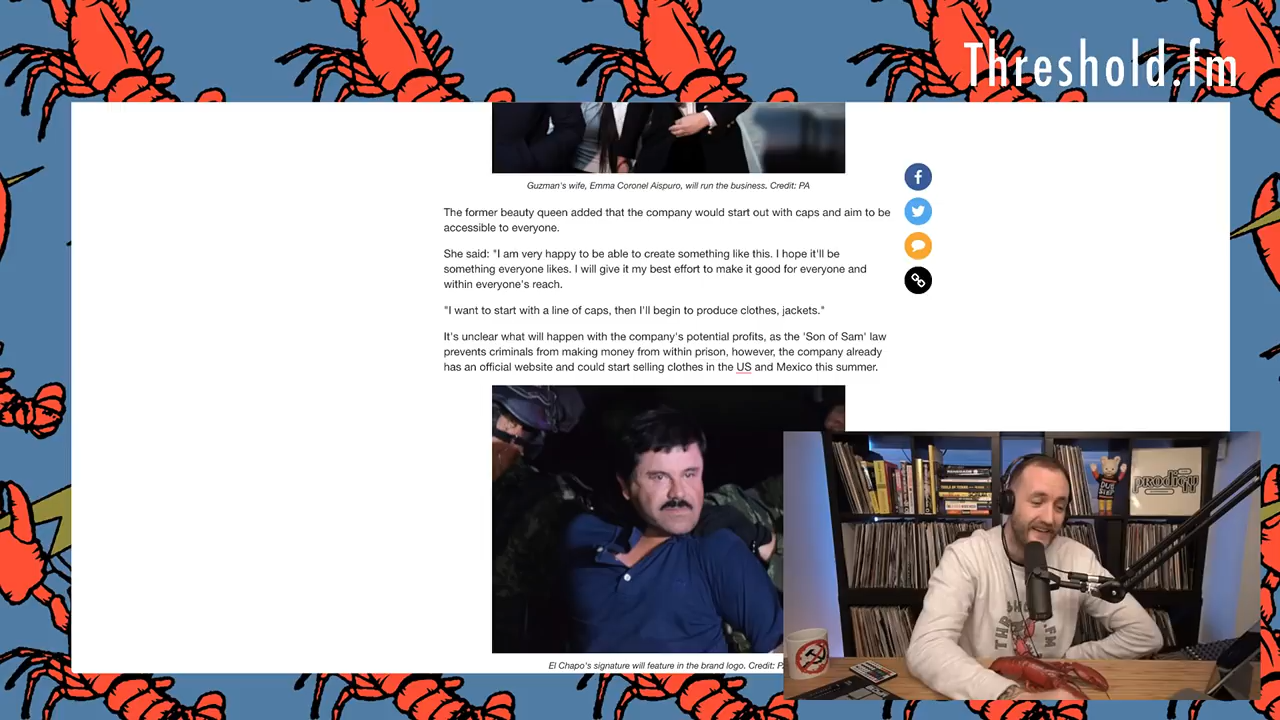 Threshold.fm
Guzman's wife, Emma Coronel Aispuro, will run the business. Credit: PA
The former beauty queen added that the company would start out with caps and aim to be
accessible to everyone.
She said: "I am very happy to be able to create something like this. I hope it'll be
something everyone likes. I will give it my best effort to make it good for everyone and
within everyone's reach.
"I want to start with a line of caps, then I'll begin to produce clothes, jackets."
It's unclear what will happen with the company's potential profits, as the 'Son of Sam' law
prevents criminals from making money from within prison, however, the company already
has an official website and could start selling clothes in the US and Mexico this summer.
El Chapo's signature will feature in the brand logo. Credit:
prodigy